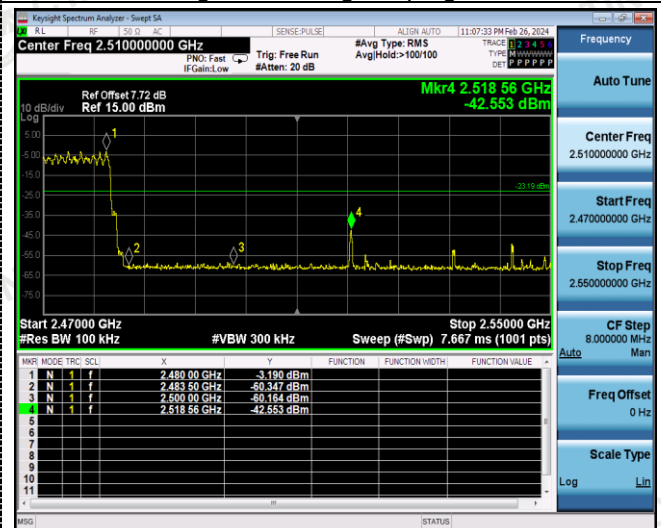 Keysight Spectrum Analyzer - Swept SA
RL RF 50 Ω AC SENSE:PULSE ALIGN AUTO 11:07:33 PM Feb 26, 2024
Center Freq 2.510000000 GHz #Avg Type: RMS TRACE 1 2 3 4 5 6
PNO: Fast Trig: Free Run Avg|Hold:>100/100 TYPE M WWWWW
IFGain:Low #Atten: 20 dB DET P P P P P P
Mkr4 2.518 56 GHz
-42.553 dBm
Ref Offset 7.72 dB
10 dB/div Ref 15.00 dBm
Log
5.00
-5.00
-15.0
-25.0
-35.0
-45.0
-55.0
-65.0
-75.0
1
2
3
4
-23.19 dBm
Start 2.47000 GHz Stop 2.55000 GHz
#Res BW 100 kHz #VBW 300 kHz Sweep (#Swp) 7.667 ms (1001 pts)
MKR MODE TRC SCL X Y FUNCTION FUNCTION WIDTH FUNCTION VALUE
1 N 1 f 2.480 00 GHz -3.190 dBm
2 N 1 f 2.483 50 GHz -60.347 dBm
3 N 1 f 2.500 00 GHz -60.164 dBm
4 N 1 f 2.518 56 GHz -42.553 dBm
5
6
7
8
9
10
11
MSG STATUS
Frequency
Auto Tune
Center Freq
2.510000000 GHz
Start Freq
2.470000000 GHz
Stop Freq
2.550000000 GHz
CF Step
8.000000 MHz
Auto Man
Freq Offset
0 Hz
Scale Type
Log Lin